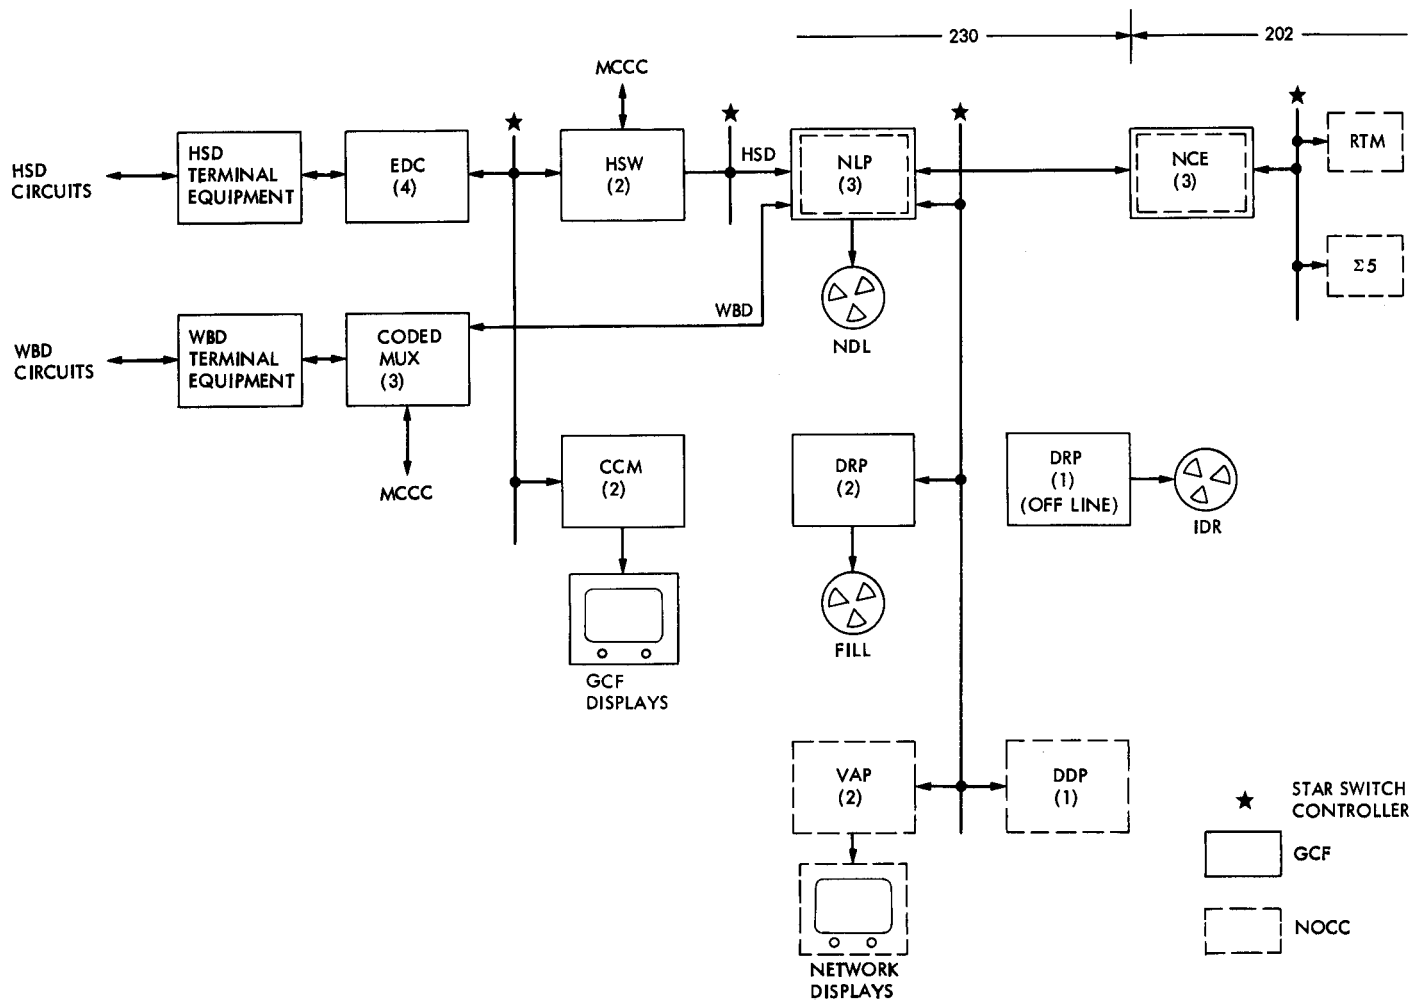 230
202
MCCC
HSD
CIRCUITS
HSD
TERMINAL
EQUIPMENT
EDC
(4)
HSW
(2)
HSD
NLP
(3)
NCE
(3)
RTM
Σ5
NDL
WBD
WBD
CIRCUITS
WBD
TERMINAL
EQUIPMENT
CODED
MUX
(3)
MCCC
CCM
(2)
GCF
DISPLAYS
DRP
(2)
FILL
DRP
(1)
(OFF LINE)
IDR
VAP
(2)
DDP
(1)
NETWORK
DISPLAYS
STAR SWITCH
CONTROLLER
GCF
NOCC